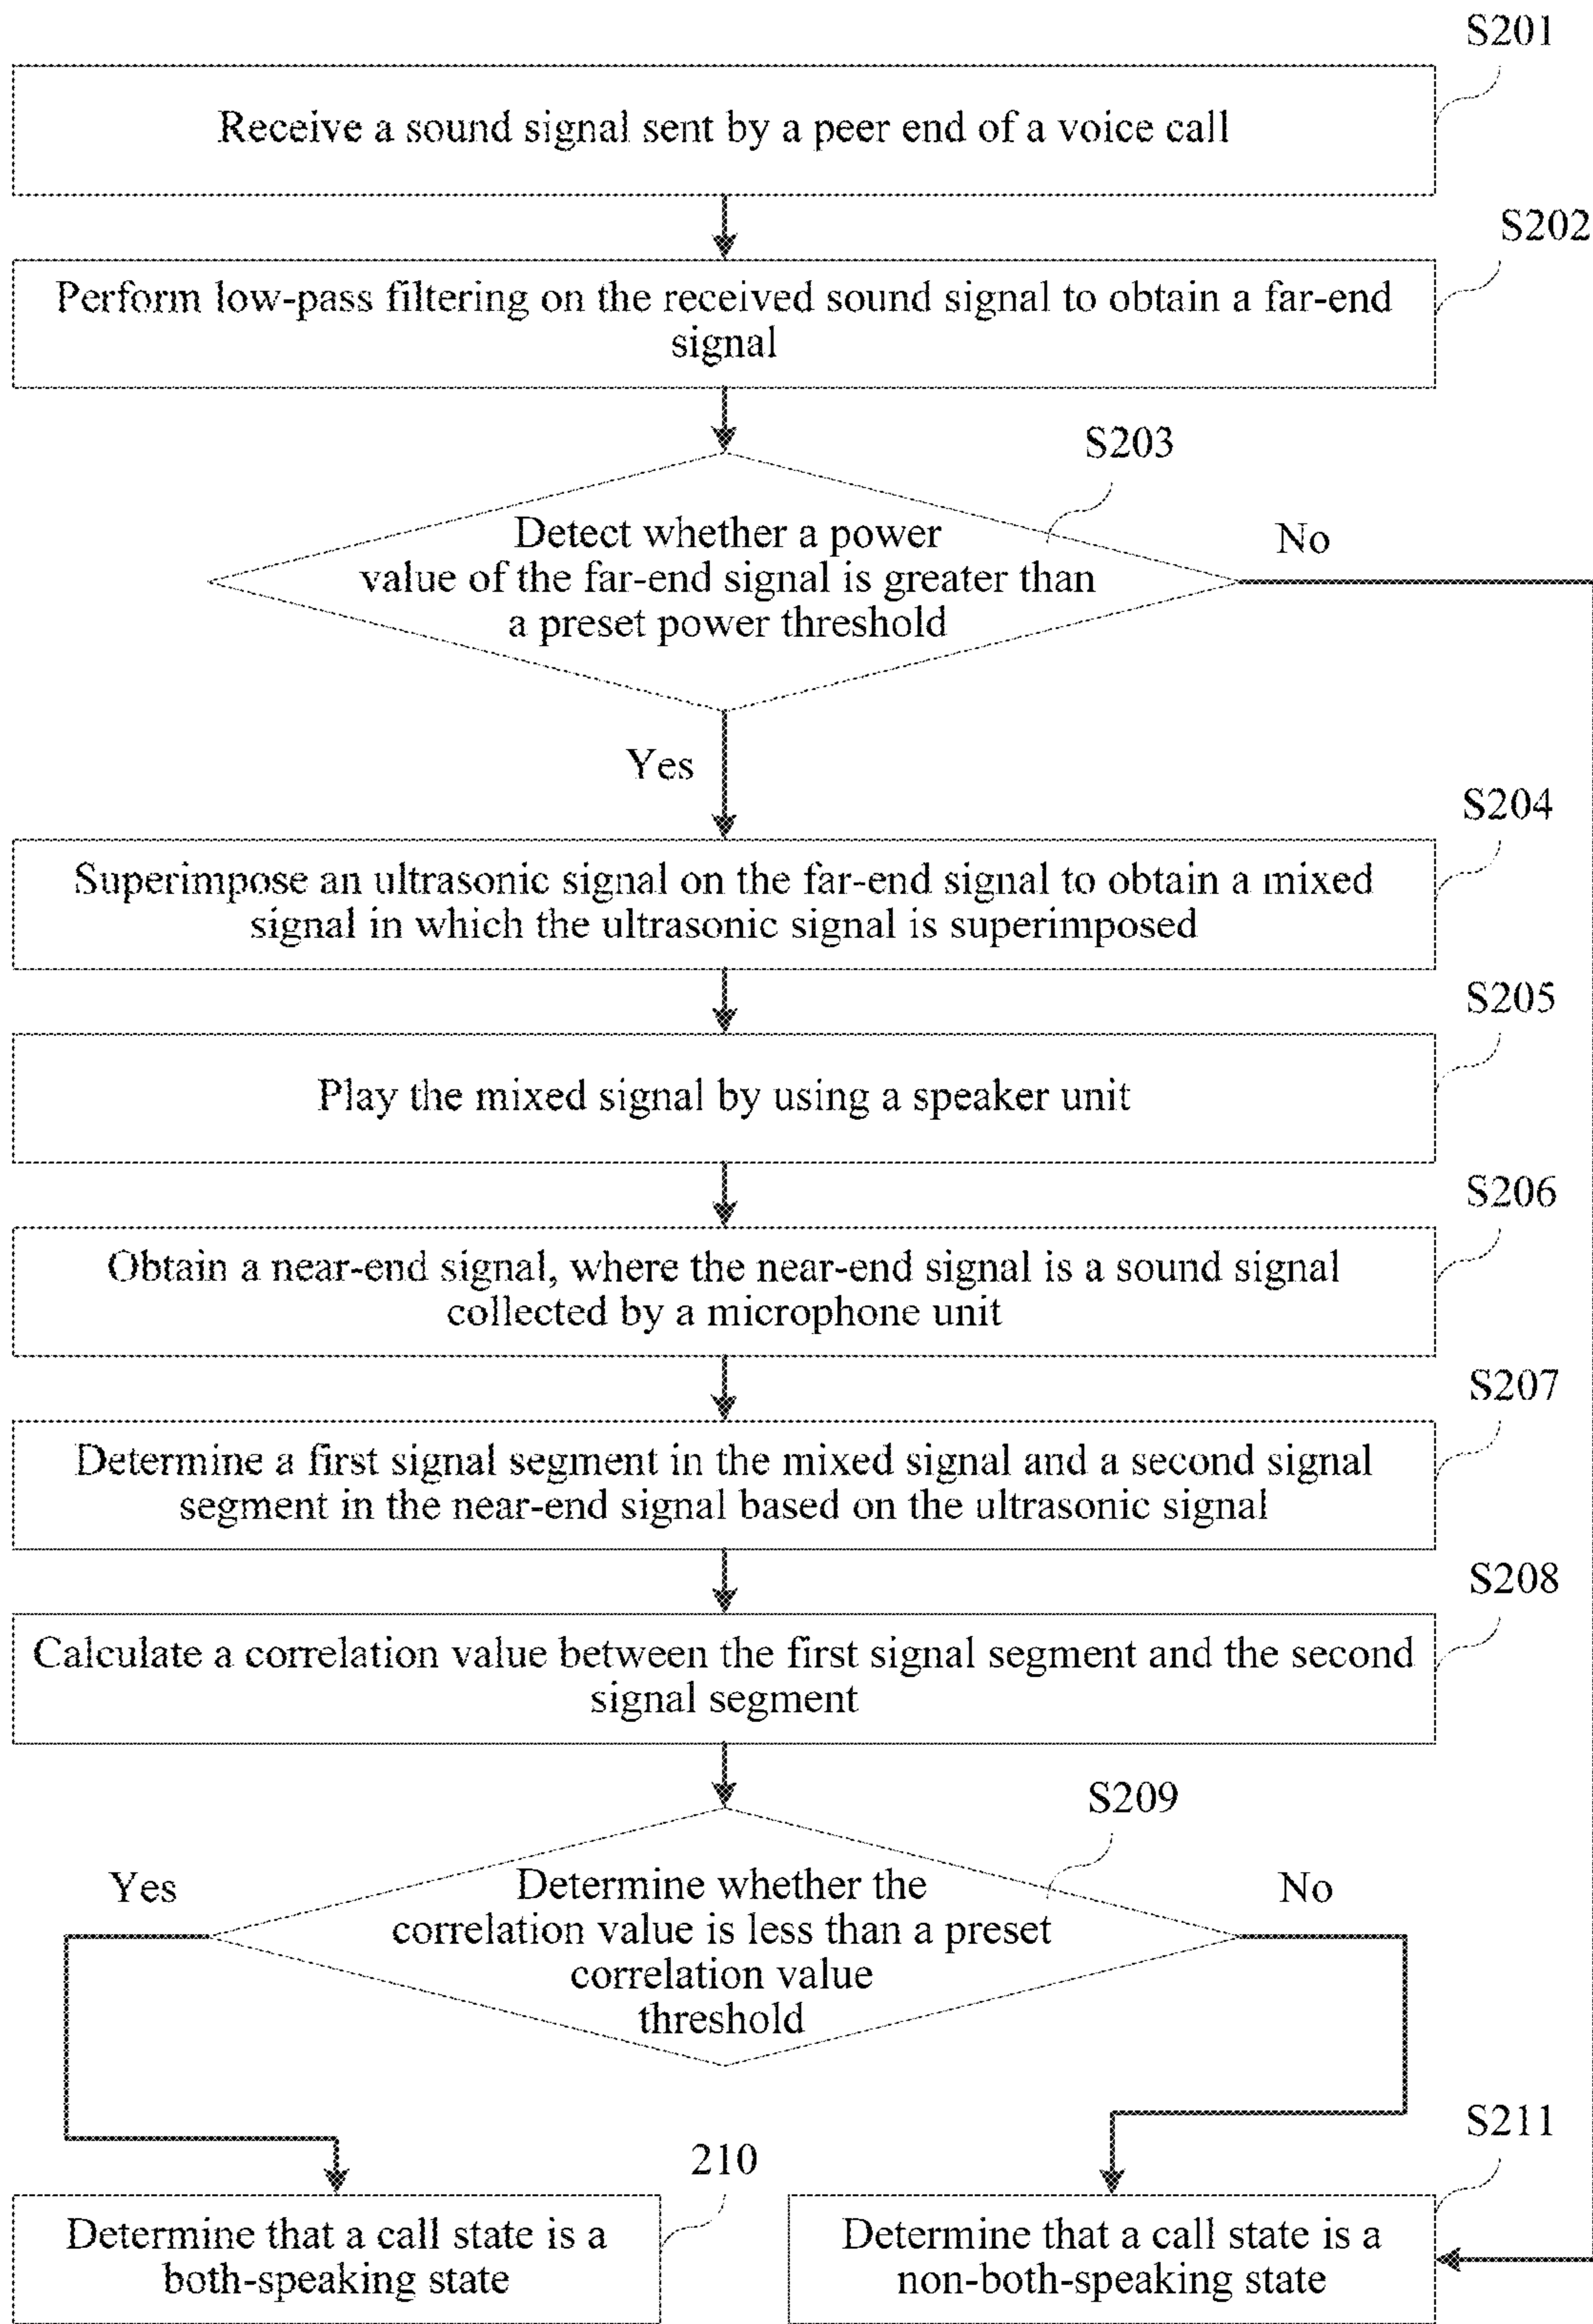 S201
Receive a sound signal sent by a peer end of a voice call
S202
Perform low-pass filtering on the received sound signal to obtain a far-end
signal
S203
Detect whether a power
value of the far-end signal is greater than
a preset power threshold
No
Yes
S204
Superimpose an ultrasonic signal on the far-end signal to obtain a mixed
signal in which the ultrasonic signal is superimposed
S205
Play the mixed signal by using a speaker unit
S206
Obtain a near-end signal, where the near-end signal is a sound signal
collected by a microphone unit
S207
Determine a first signal segment in the mixed signal and a second signal
segment in the near-end signal based on the ultrasonic signal
S208
Calculate a correlation value between the first signal segment and the second
signal segment
S209
Yes
Determine whether the
correlation value is less than a preset
correlation value
threshold
No
210
Determine that a call state is a
both-speaking state
S211
Determine that a call state is a
non-both-speaking state